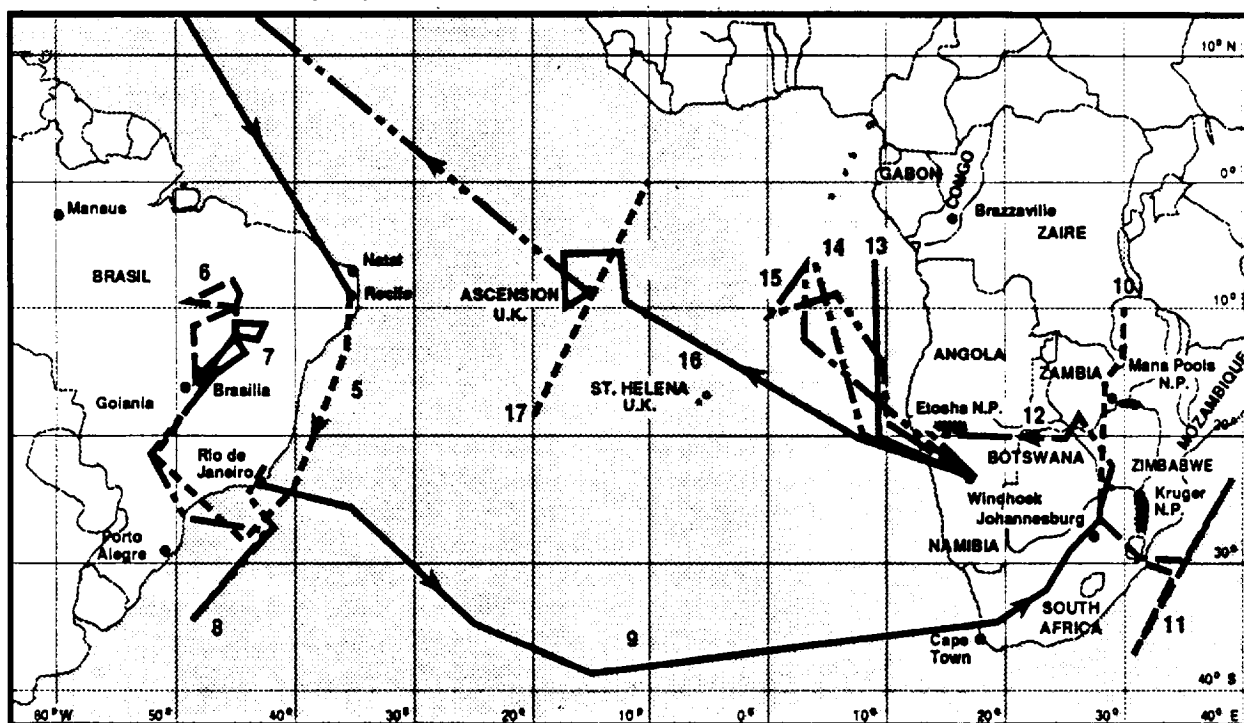 10° N
GABON
CONGO
0°
Manaus
Brazzaville
ZAIRE
Natal
BRASIL
6
15
14
13
Recife
ASCENSION
U.K.
10
10°
7
ANGOLA
16
ZAMBIA
Mana Pools
N.P.
Brasilia
5
ST. HELENA
U.K.
Goiania
17
Etosha N.P.
12
MOZAMBIQUE
20°
Rio de
Janeiro
BOTSWANA
ZIMBABWE
Windhoek
Kruger
N.P.
Johannesburg
Porto
Alegre
NAMIBIA
30°
8
SOUTH
AFRICA
11
9
Cape
Town
40° S
60° W
50°
40°
30°
20°
10°
0°
10°
20°
30°
40° E